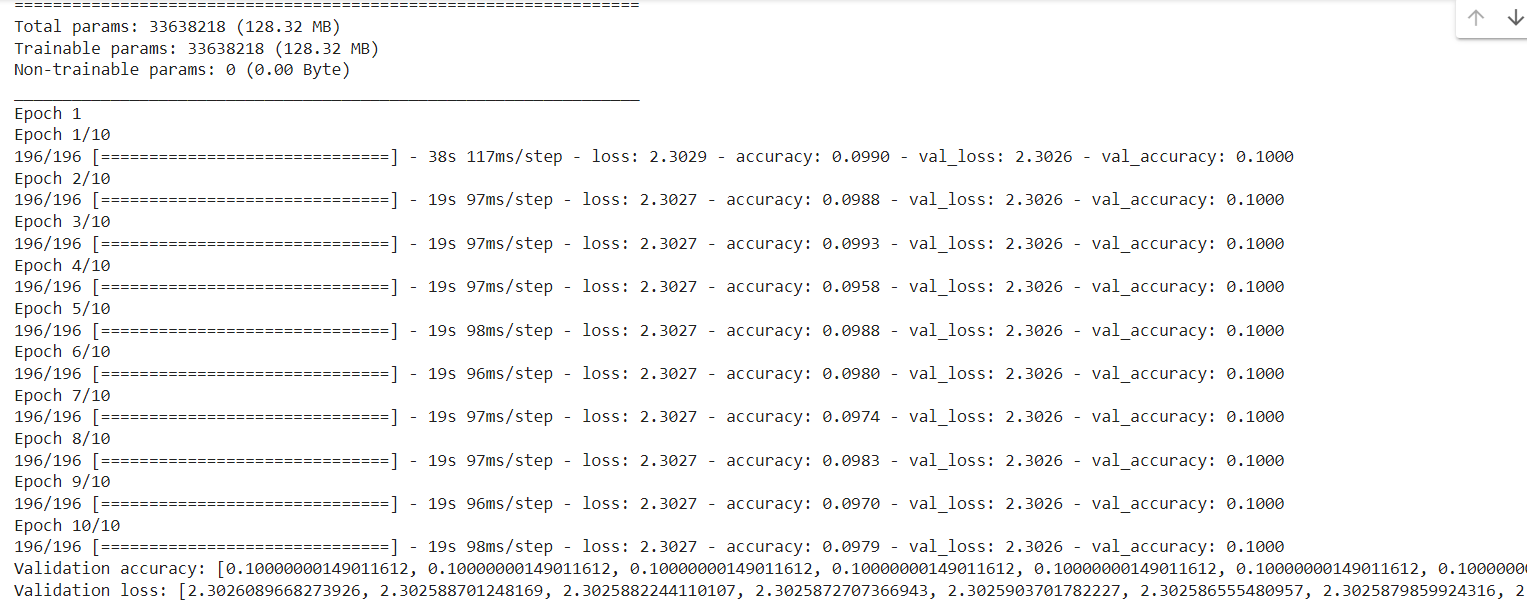 =================================================================
Total params: 33638218 (128.32 MB)
Trainable params: 33638218 (128.32 MB)
Non-trainable params: 0 (0.00 Byte)
_________________________________________________________________
Epoch 1
Epoch 1/10
196/196 [==============================] - 38s 117ms/step - loss: 2.3029 - accuracy: 0.0990 - val_loss: 2.3026 - val_accuracy: 0.1000
Epoch 2/10
196/196 [==============================] - 19s 97ms/step - loss: 2.3027 - accuracy: 0.0988 - val_loss: 2.3026 - val_accuracy: 0.1000
Epoch 3/10
196/196 [==============================] - 19s 97ms/step - loss: 2.3027 - accuracy: 0.0993 - val_loss: 2.3026 - val_accuracy: 0.1000
Epoch 4/10
196/196 [==============================] - 19s 97ms/step - loss: 2.3027 - accuracy: 0.0958 - val_loss: 2.3026 - val_accuracy: 0.1000
Epoch 5/10
196/196 [==============================] - 19s 98ms/step - loss: 2.3027 - accuracy: 0.0988 - val_loss: 2.3026 - val_accuracy: 0.1000
Epoch 6/10
196/196 [==============================] - 19s 96ms/step - loss: 2.3027 - accuracy: 0.0980 - val_loss: 2.3026 - val_accuracy: 0.1000
Epoch 7/10
196/196 [==============================] - 19s 97ms/step - loss: 2.3027 - accuracy: 0.0974 - val_loss: 2.3026 - val_accuracy: 0.1000
Epoch 8/10
196/196 [==============================] - 19s 97ms/step - loss: 2.3027 - accuracy: 0.0983 - val_loss: 2.3026 - val_accuracy: 0.1000
Epoch 9/10
196/196 [==============================] - 19s 96ms/step - loss: 2.3027 - accuracy: 0.0970 - val_loss: 2.3026 - val_accuracy: 0.1000
Epoch 10/10
196/196 [==============================] - 19s 98ms/step - loss: 2.3027 - accuracy: 0.0979 - val_loss: 2.3026 - val_accuracy: 0.1000
Validation accuracy: [0.10000000149011612, 0.10000000149011612, 0.10000000149011612, 0.10000000149011612, 0.10000000149011612, 0.10000000149011612, 0.1000000
Validation loss: [2.3026089668273926, 2.302588701248169, 2.3025882244110107, 2.3025872707366943, 2.3025903701782227, 2.302586555480957, 2.3025879859924316, 2